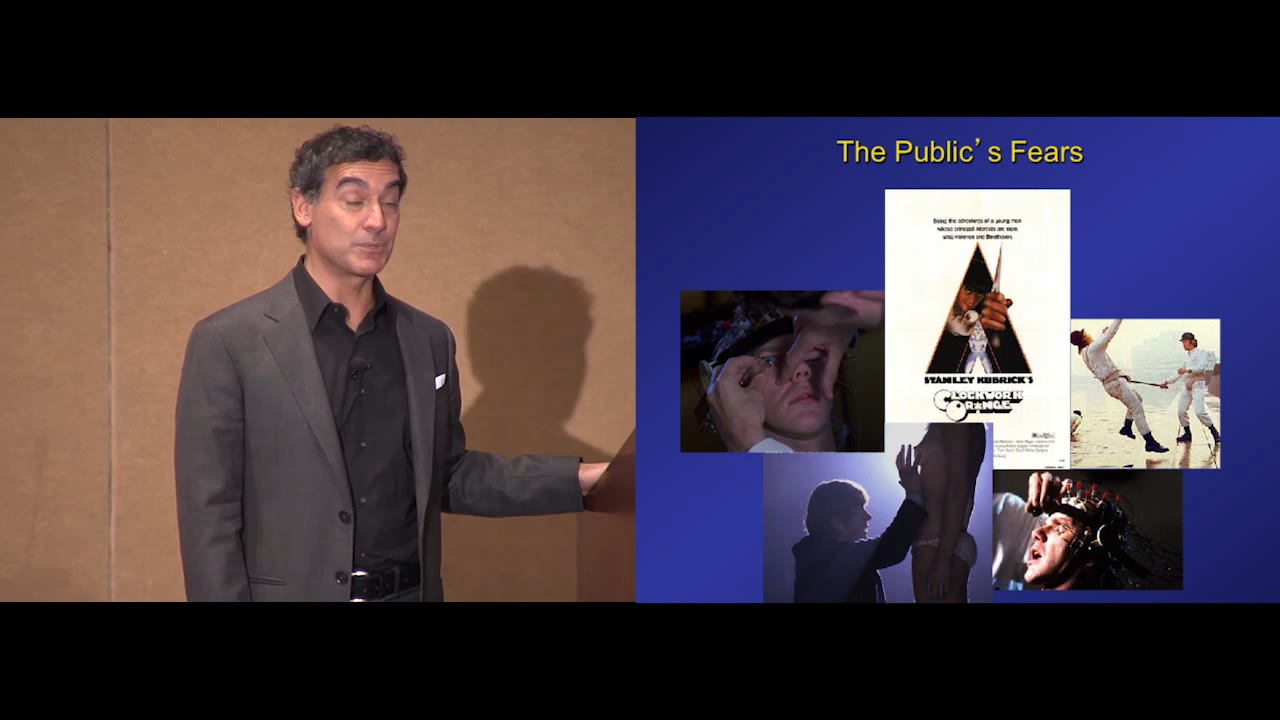 The Public's Fears
Being the adventures of a young man
whose principal interests are rape,
ultra-violence and Beethoven.
STANLEY KUBRICK'S
CLOCKWORK
ORANGE